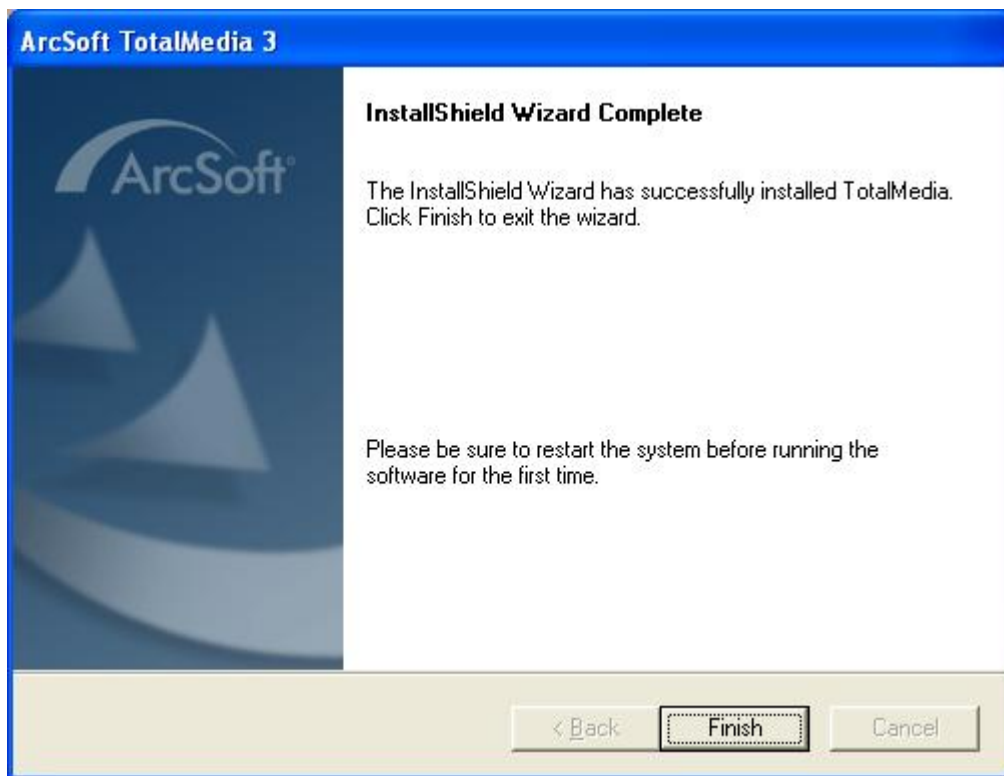 ArcSoft TotalMedia 3
ArcSoft®
InstallShield Wizard Complete
The InstallShield Wizard has successfully installed TotalMedia.
Click Finish to exit the wizard.
Please be sure to restart the system before running the
software for the first time.
< Back
Finish
Cancel